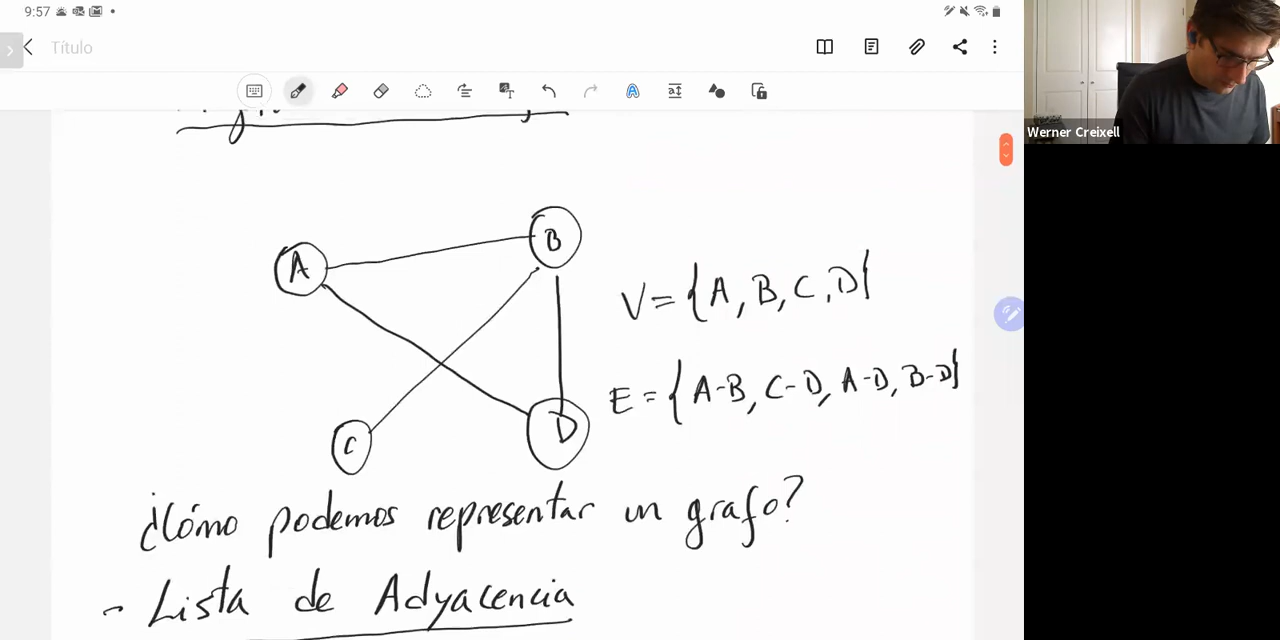 9:57
Título
Werner Creixell
A
B
V = {A, B, C, D}
E = {A-B, C-D, A-D, B-D}
C
D
¿Cómo podemos representar un grafo?
- Lista de Adyacencia